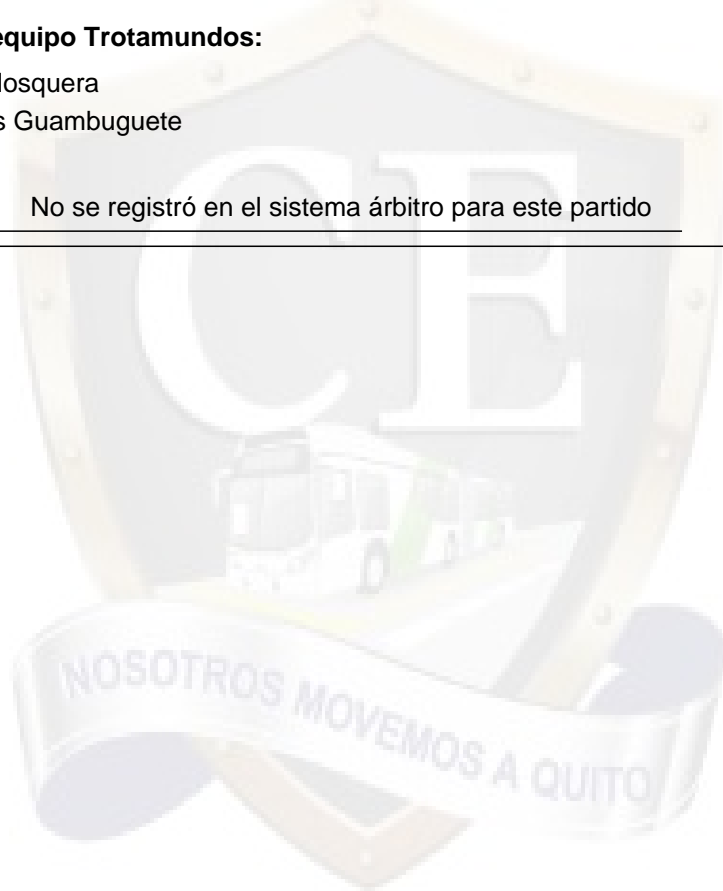 equipo Trotamundos:
losquera
s Guambuguete
No se registró en el sistema árbitro para este partido
CE
NOSOTROS MOVEMOS A QUITO